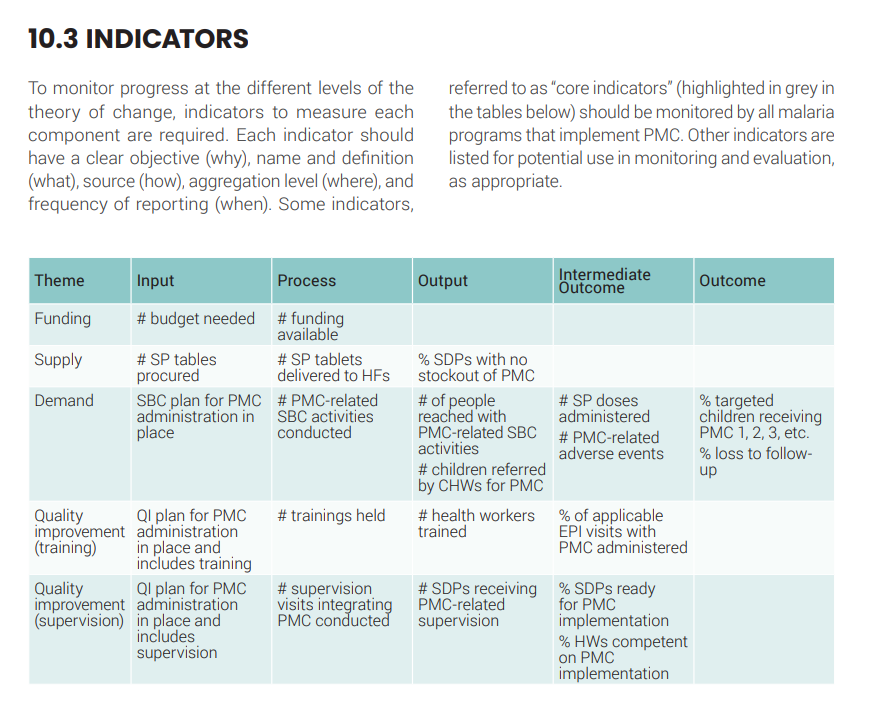 10.3 INDICATORS
To monitor progress at the different levels of the
theory of change, indicators to measure each
component are required. Each indicator should
have a clear objective (why), name and definition
(what), source (how), aggregation level (where), and
frequency of reporting (when). Some indicators,
referred to as “core indicators” (highlighted in grey in
the tables below) should be monitored by all malaria
programs that implement PMC. Other indicators are
listed for potential use in monitoring and evaluation,
as appropriate.
Theme
Input
Process
Output
Intermediate
Outcome
Outcome
Funding
# budget needed
# funding
available
Supply
# SP tables
procured
# SP tablets
delivered to HFs
% SDPs with no
stockout of PMC
Demand
SBC plan for PMC
administration in
place
# PMC-related
SBC activities
conducted
# of people
reached with
PMC-related SBC
activities
# children referred
by CHWs for PMC
# SP doses
administered
# PMC-related
adverse events
% targeted
children receiving
PMC 1, 2, 3, etc.
% loss to follow-
up
Quality
improvement
(training)
QI plan for PMC
administration
in place and
includes training
# trainings held
# health workers
trained
% of applicable
EPI visits with
PMC administered
Quality
improvement
(supervision)
QI plan for PMC
administration
in place and
includes
supervision
# supervision
visits integrating
PMC conducted
# SDPs receiving
PMC-related
supervision
% SDPs ready
for PMC
implementation
% HWs competent
on PMC
implementation